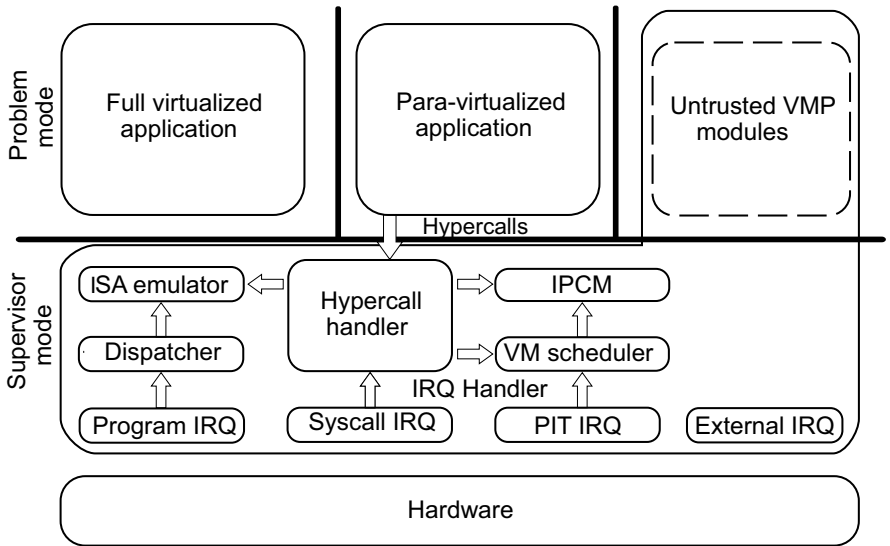 Problem
mode
Full virtualized
application
Para-virtualized
application
Untrusted VMP
modules
Hypercalls
Supervisor
mode
ISA emulator
Hypercall
handler
IPCM
Dispatcher
VM scheduler
IRQ Handler
Program IRQ
Syscall IRQ
PIT IRQ
External IRQ
Hardware